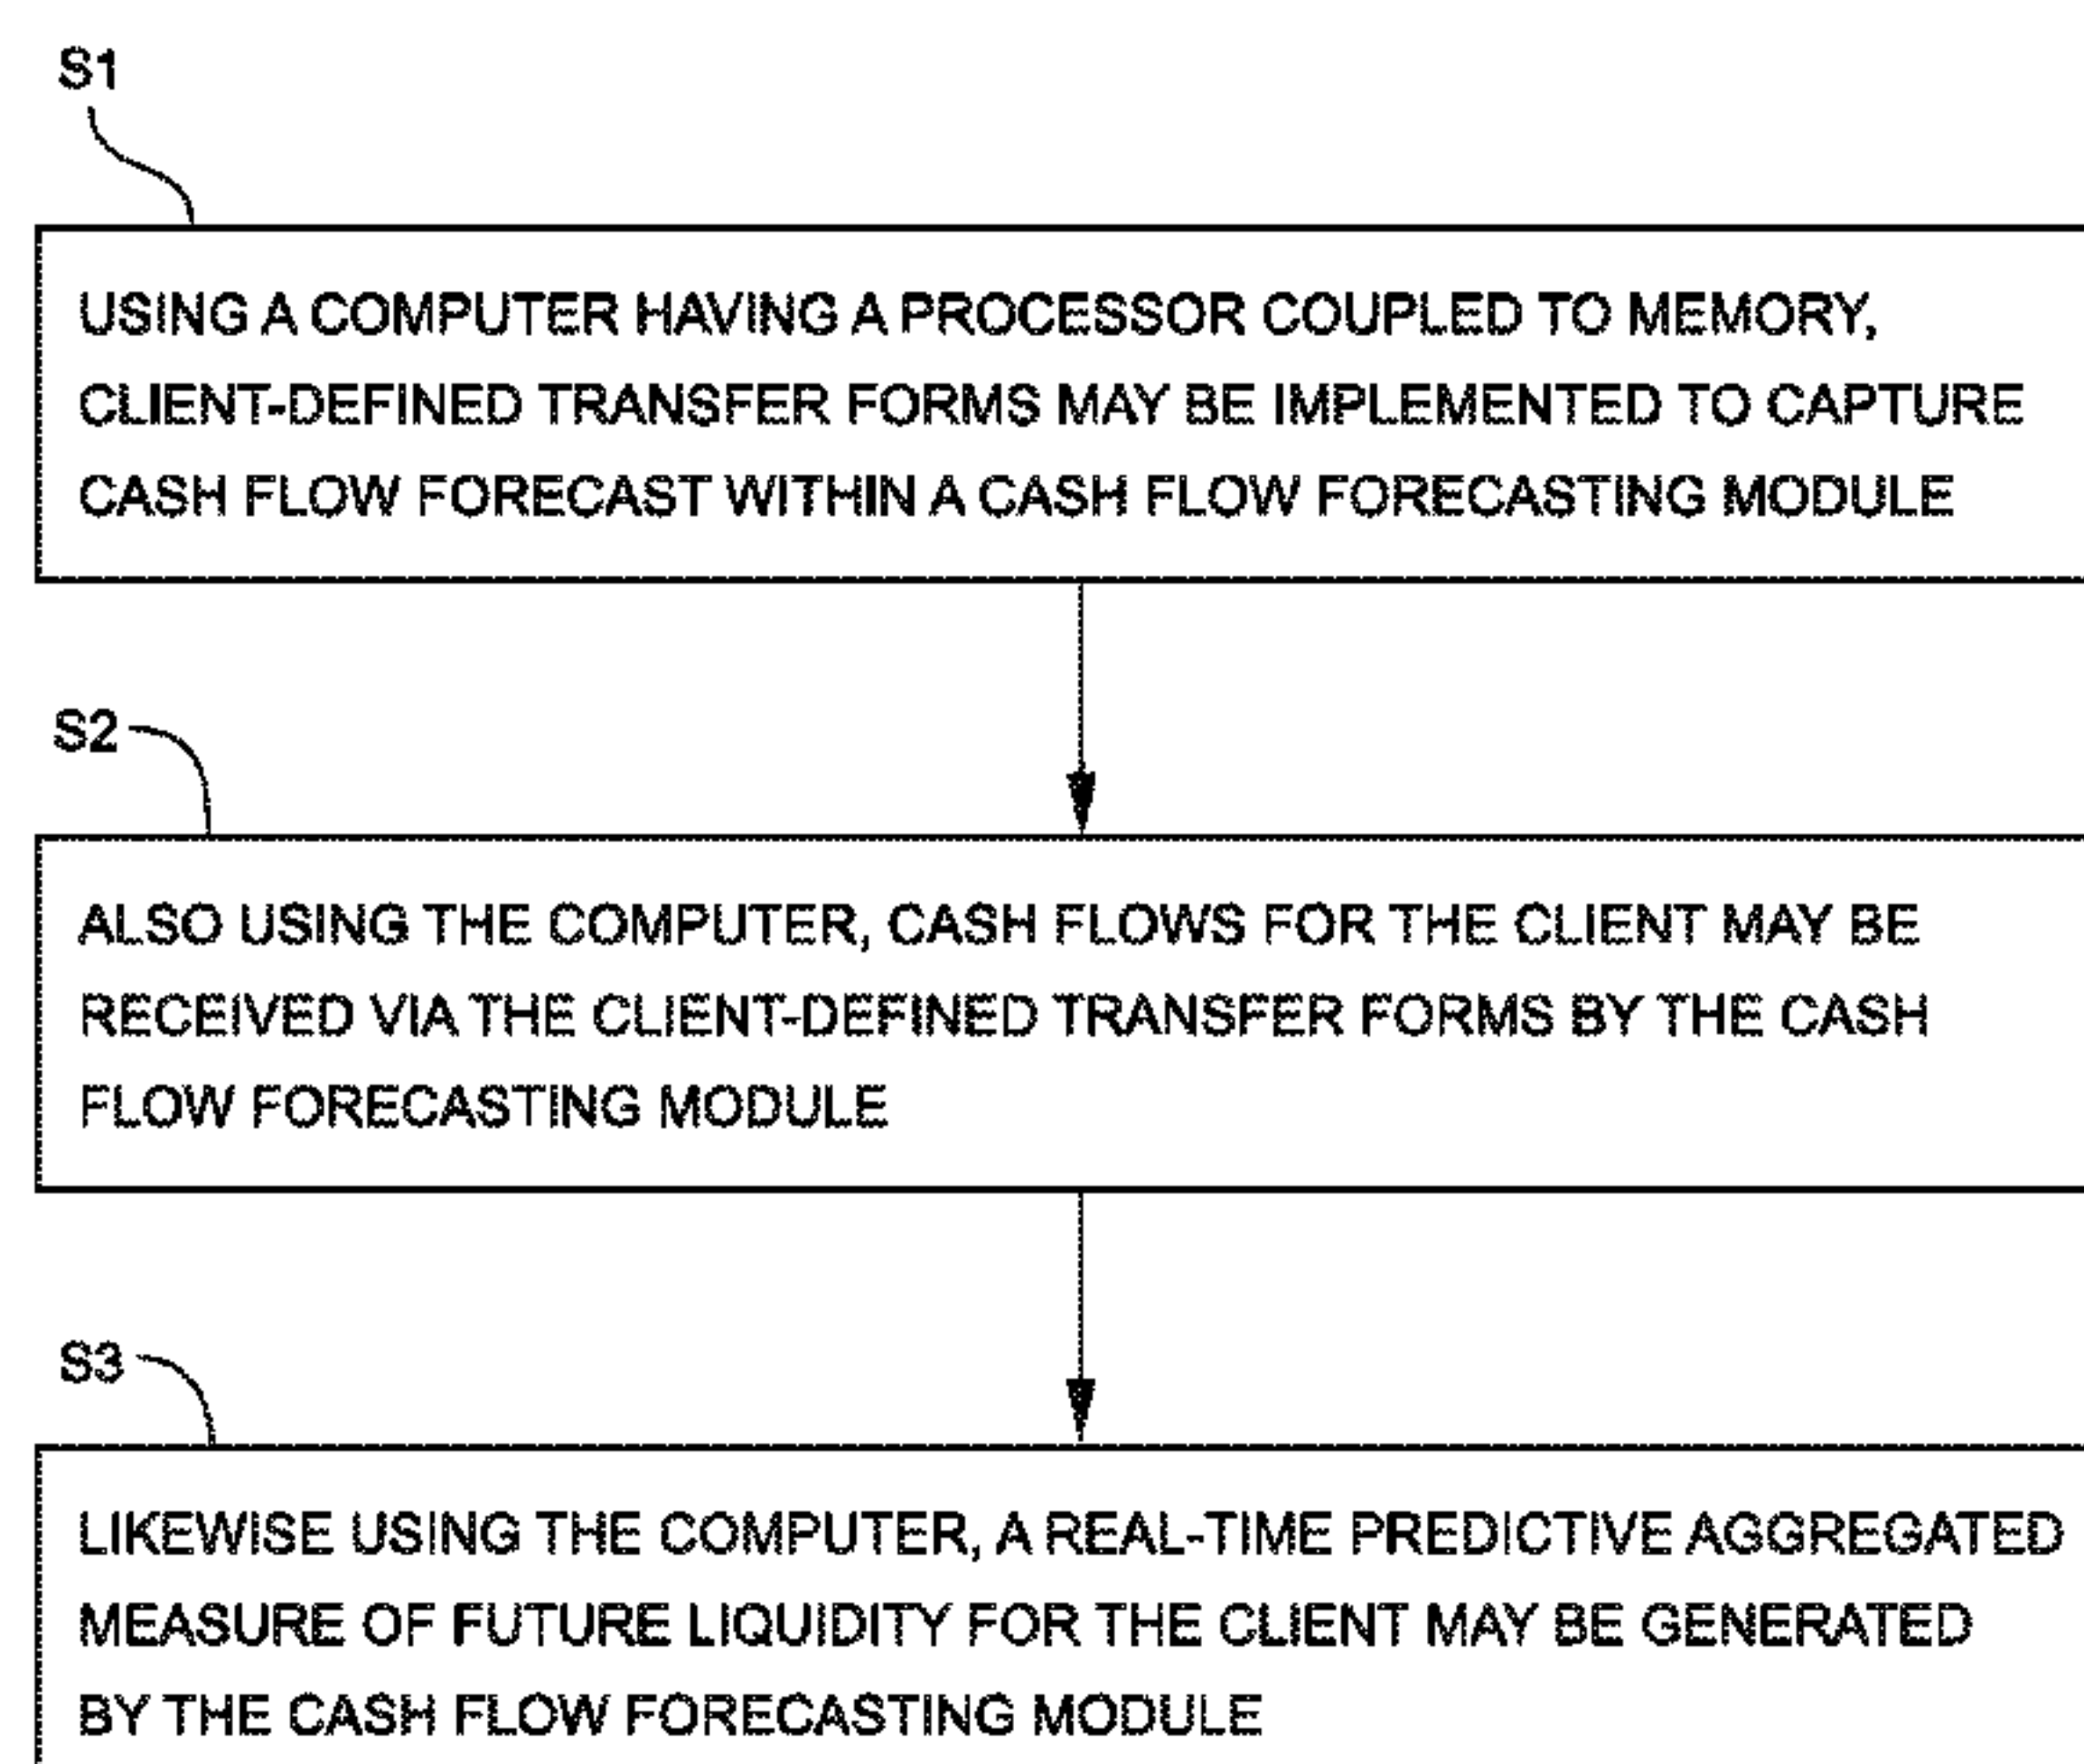 S1
USING A COMPUTER HAVING A PROCESSOR COUPLED TO MEMORY,
CLIENT-DEFINED TRANSFER FORMS MAY BE IMPLEMENTED TO CAPTURE
CASH FLOW FORECAST WITHIN A CASH FLOW FORECASTING MODULE
S2
ALSO USING THE COMPUTER, CASH FLOWS FOR THE CLIENT MAY BE
RECEIVED VIA THE CLIENT-DEFINED TRANSFER FORMS BY THE CASH
FLOW FORECASTING MODULE
S3
LIKEWISE USING THE COMPUTER, A REAL-TIME PREDICTIVE AGGREGATED
MEASURE OF FUTURE LIQUIDITY FOR THE CLIENT MAY BE GENERATED
BY THE CASH FLOW FORECASTING MODULE